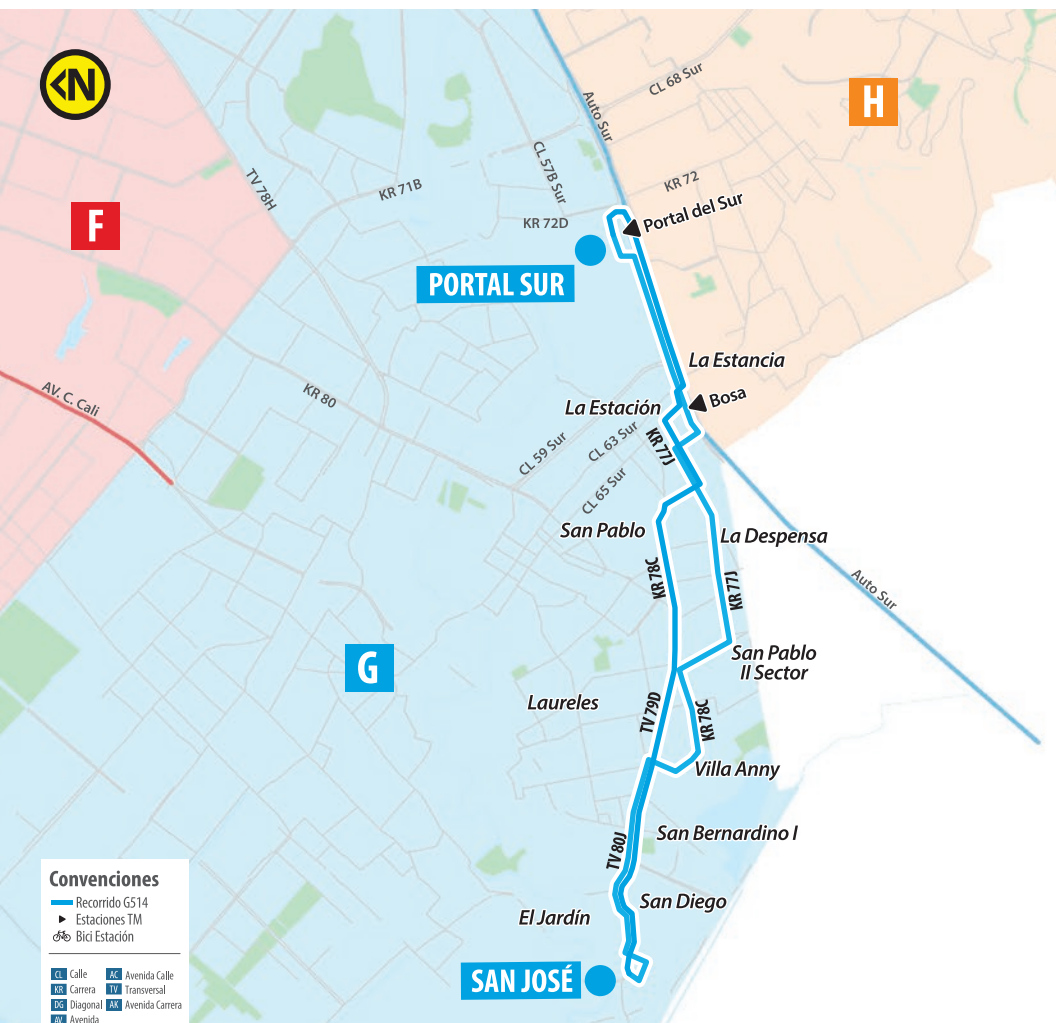 <N
H
F
G
CL 68 Sur
Auto Sur
CL 57B Sur
TV 78H
KR 71B
KR 72
KR 72D
Portal del Sur
PORTAL SUR
La Estancia
AV. C. Cali
KR 80
La Estación
Bosa
CL 59 Sur
CL 63 Sur
KR 77J
CL 65 Sur
San Pablo
La Despensa
KR 78C
KR 77J
Auto Sur
San Pablo
II Sector
Laureles
TV 79D
KR 78C
Villa Anny
San Bernardino I
TV 80J
San Diego
El Jardín
SAN JOSÉ
Convenciones
Recorrido G514
Estaciones TM
Bici Estación
CL Calle
AC Avenida Calle
KR Carrera
TV Transversal
DG Diagonal
AK Avenida Carrera
AV Avenida